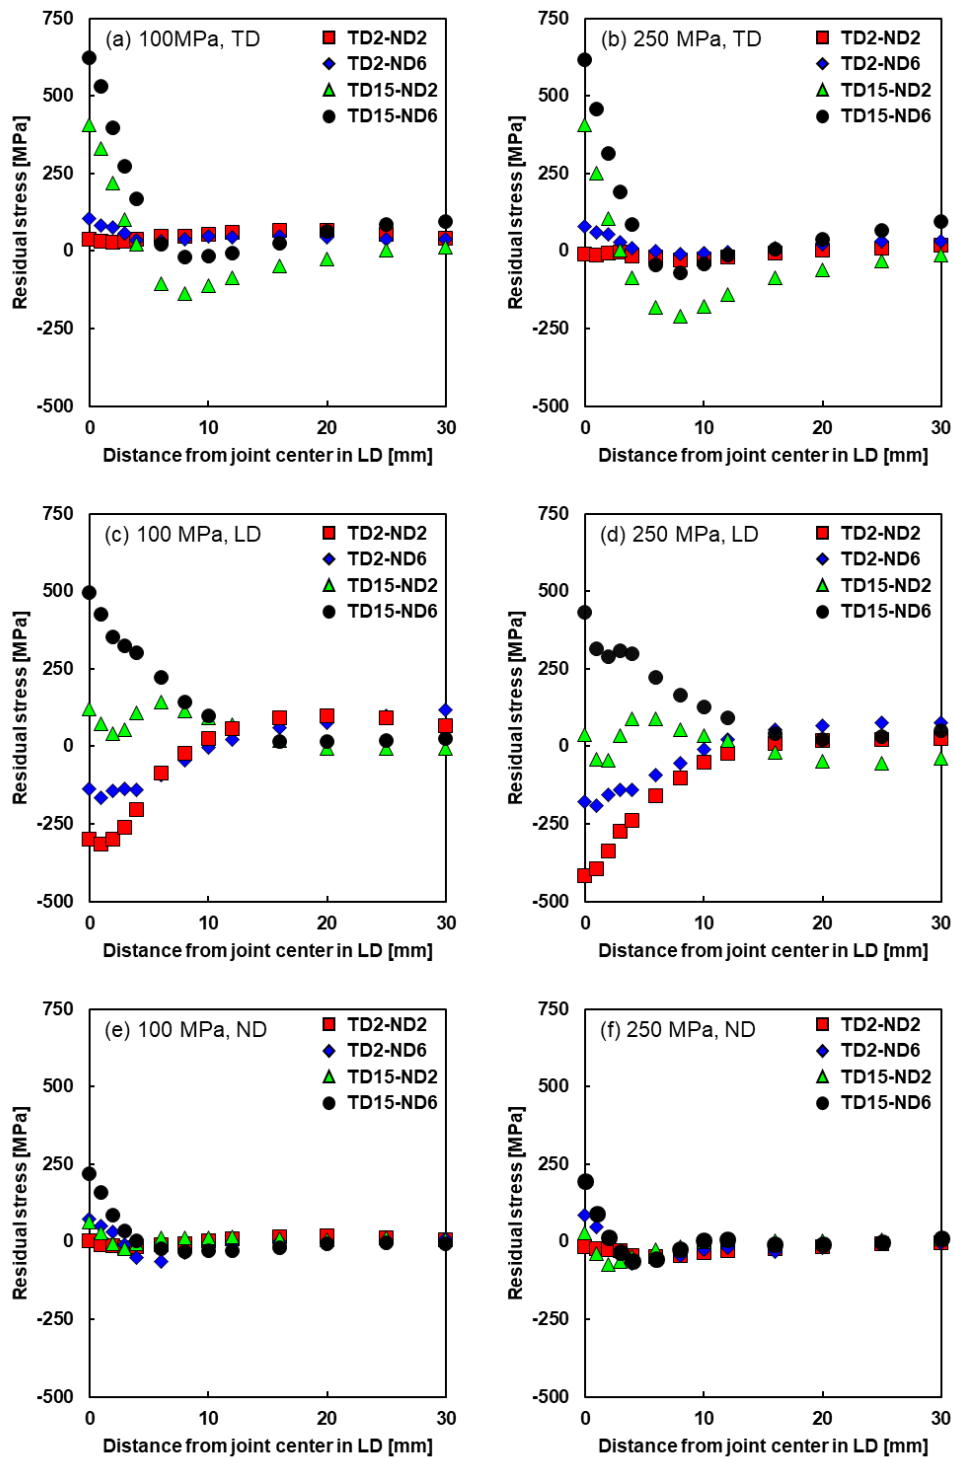 (a) 100MPa, TD
TD2-ND2
TD2-ND6
TD15-ND2
TD15-ND6
750
500
250
0
-250
-500
Residual stress [MPa]
0 10 20 30
Distance from joint center in LD [mm]
(b) 250 MPa, TD
TD2-ND2
TD2-ND6
TD15-ND2
TD15-ND6
750
500
250
0
-250
-500
Residual stress [MPa]
0 10 20 30
Distance from joint center in LD [mm]
(c) 100 MPa, LD
TD2-ND2
TD2-ND6
TD15-ND2
TD15-ND6
750
500
250
0
-250
-500
Residual stress [MPa]
0 10 20 30
Distance from joint center in LD [mm]
(d) 250 MPa, LD
TD2-ND2
TD2-ND6
TD15-ND2
TD15-ND6
750
500
250
0
-250
-500
Residual stress [MPa]
0 10 20 30
Distance from joint center in LD [mm]
(e) 100 MPa, ND
TD2-ND2
TD2-ND6
TD15-ND2
TD15-ND6
750
500
250
0
-250
-500
Residual stress [MPa]
0 10 20 30
Distance from joint center in LD [mm]
(f) 250 MPa, ND
TD2-ND2
TD2-ND6
TD15-ND2
TD15-ND6
750
500
250
0
-250
-500
Residual stress [MPa]
0 10 20 30
Distance from joint center in LD [mm]